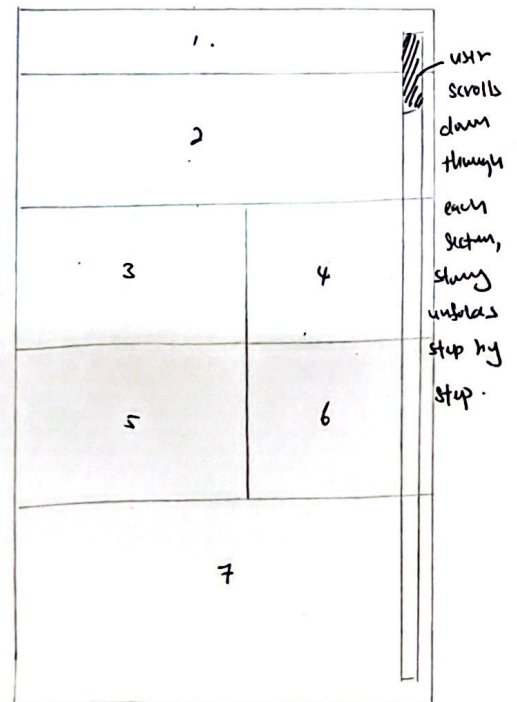 1.
2
3
4
5
6
7
user
scrolls
down
through
each
section,
story
unfolds
step by
step.